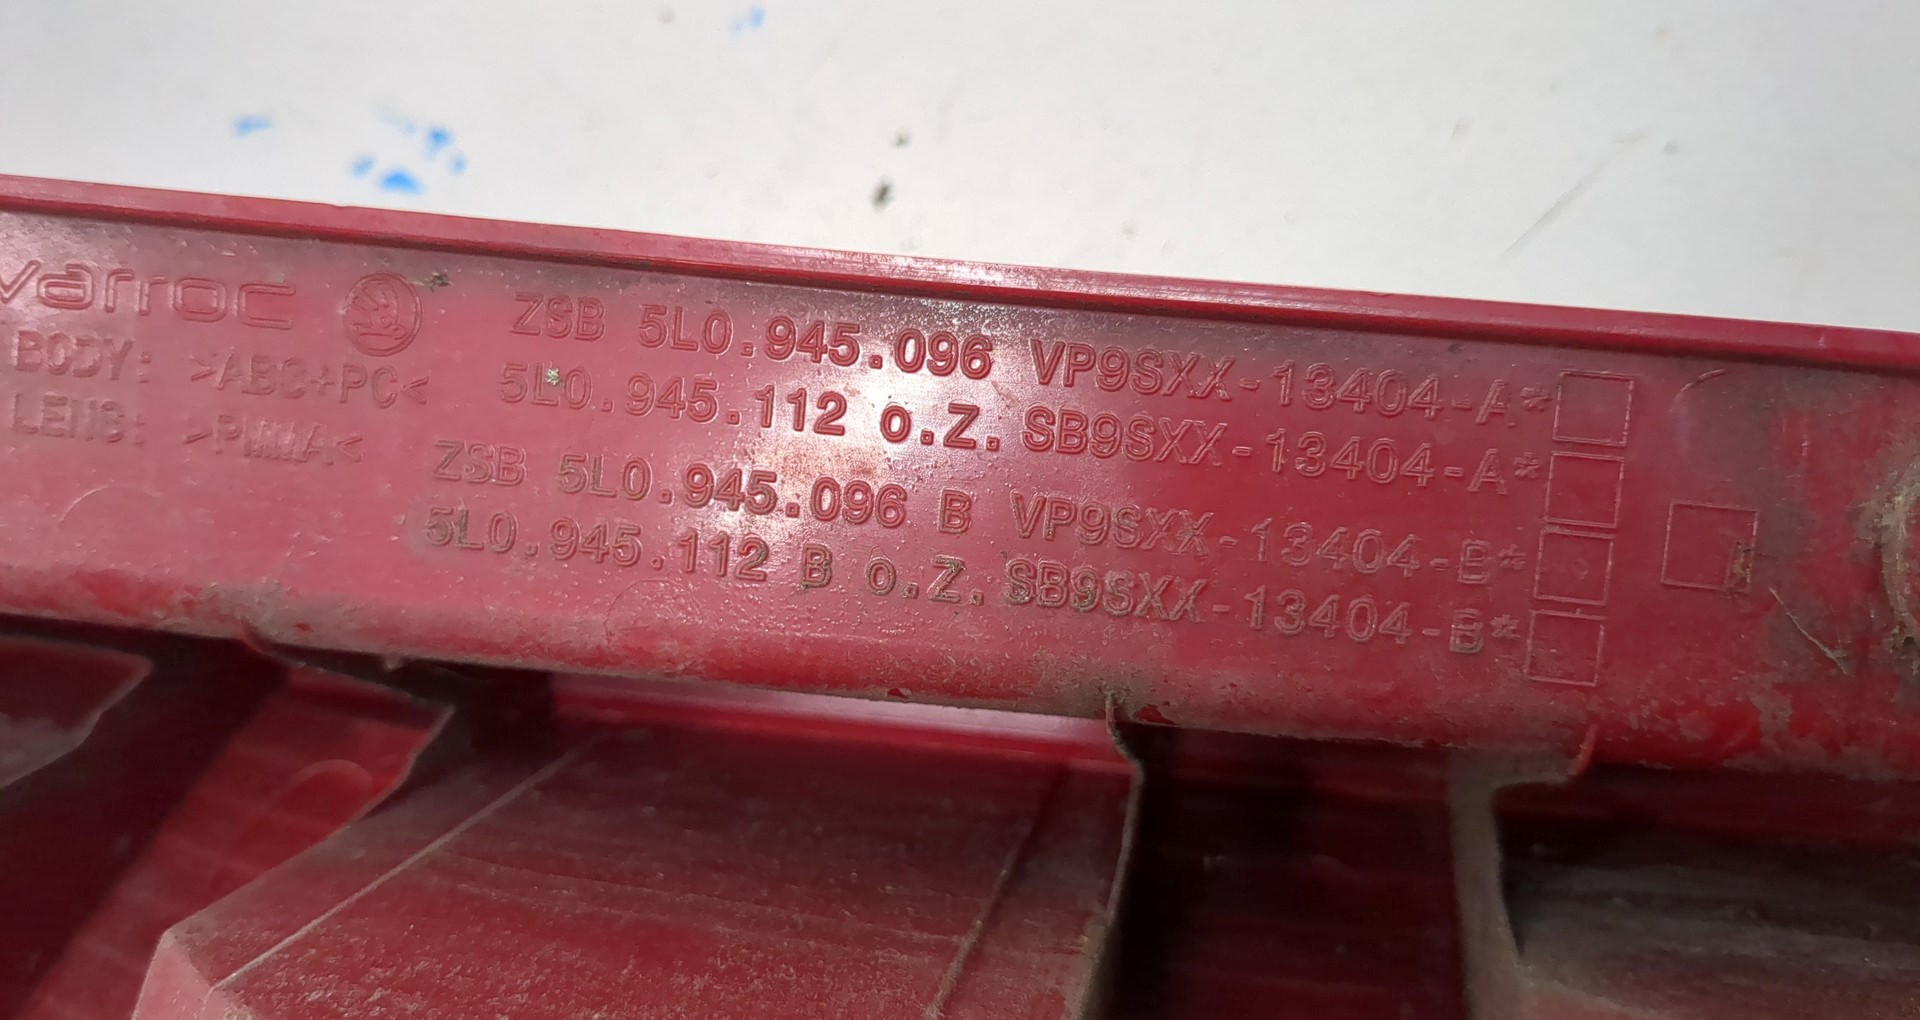 varroc
BODY: >ABS+PC<
LENS: >PMMA<
ZSB 5L0.945.096 VP9SXX-13404-A*
5L0.945.112 o.Z. SB9SXX-13404-A*
ZSB 5L0.945.096 B VP9SXX-13404-B*
5L0.945.112 B o.Z. SB9SXX-13404-B*